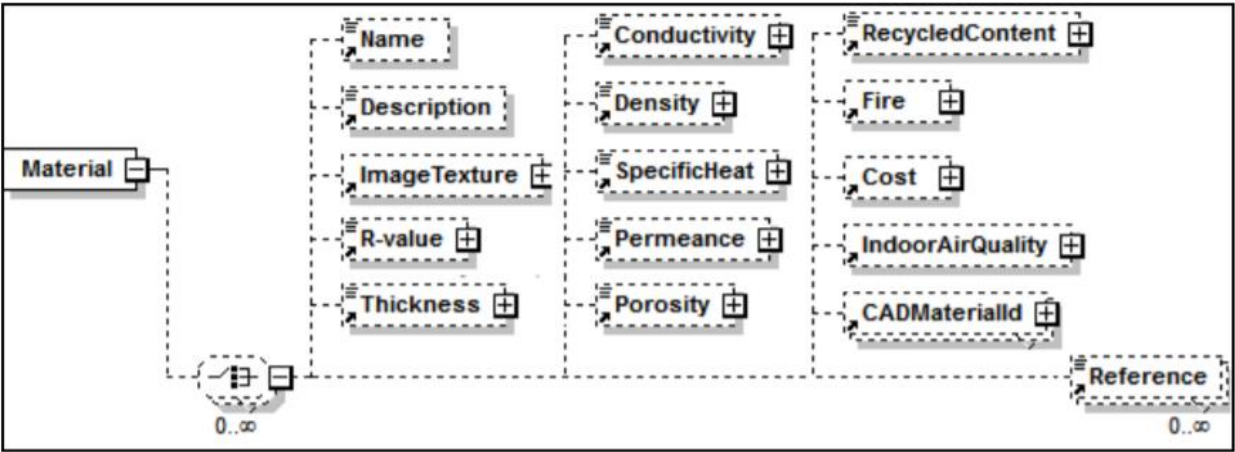 Material
Name
Description
ImageTexture
R-value
Thickness
Conductivity
Density
SpecificHeat
Permeance
Porosity
RecycledContent
Fire
Cost
IndoorAirQuality
CADMaterialId
Reference
0..∞
0..∞